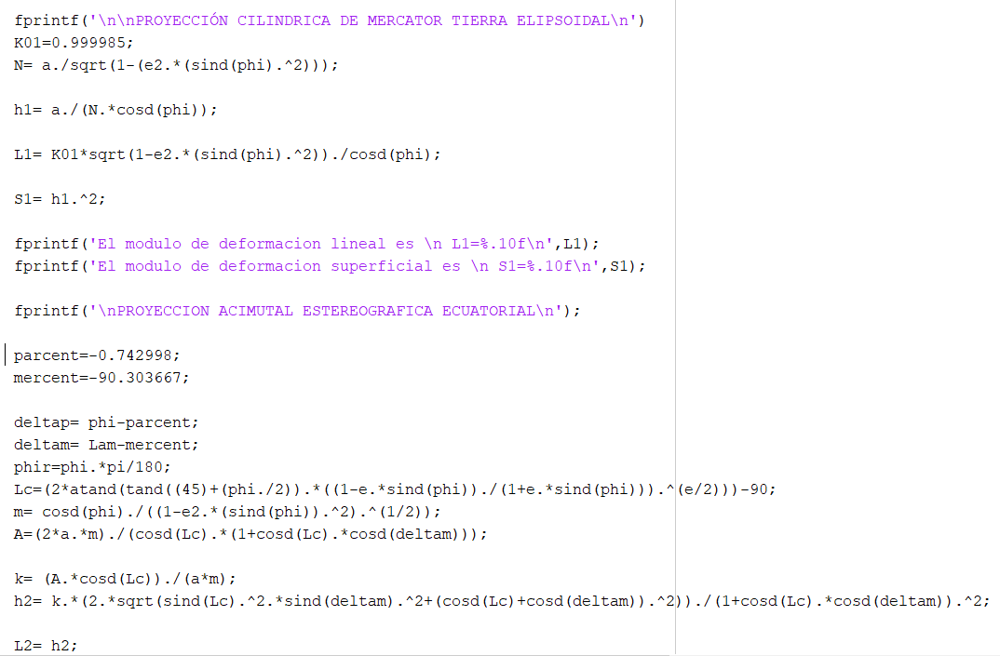 fprintf('\n\nPROYECCIÓN CILINDRICA DE MERCATOR TIERRA ELIPSOIDAL\n')
K01=0.999985;
N= a./sqrt(1-(e2.*(sind(phi).^2)));
h1= a./(N.*cosd(phi));
L1= K01*sqrt(1-e2.*(sind(phi).^2))./cosd(phi);
S1= h1.^2;
fprintf('El modulo de deformacion lineal es \n L1=%.10f\n',L1);
fprintf('El modulo de deformacion superficial es \n S1=%.10f\n',S1);
fprintf('\nPROYECCION ACIMUTAL ESTEREOGRAFICA ECUATORIAL\n');
parcent=-0.742998;
mercent=-90.303667;
deltap= phi-parcent;
deltam= Lam-mercent;
phir=phi.*pi/180;
Lc=(2*atand(tand((45)+(phi./2)).*((1-e.*sind(phi))./(1+e.*sind(phi))).^(e/2)))-90;
m= cosd(phi)./((1-e2.*(sind(phi)).^2).^(1/2));
A=(2*a.*m)./(cosd(Lc).*(1+cosd(Lc).*cosd(deltam)));
k= (A.*cosd(Lc))./(a*m);
h2= k.*(2.*sqrt(sind(Lc).^2.*sind(deltam).^2+(cosd(Lc)+cosd(deltam)).^2))./(1+cosd(Lc).*cosd(deltam)).^2;
L2= h2;